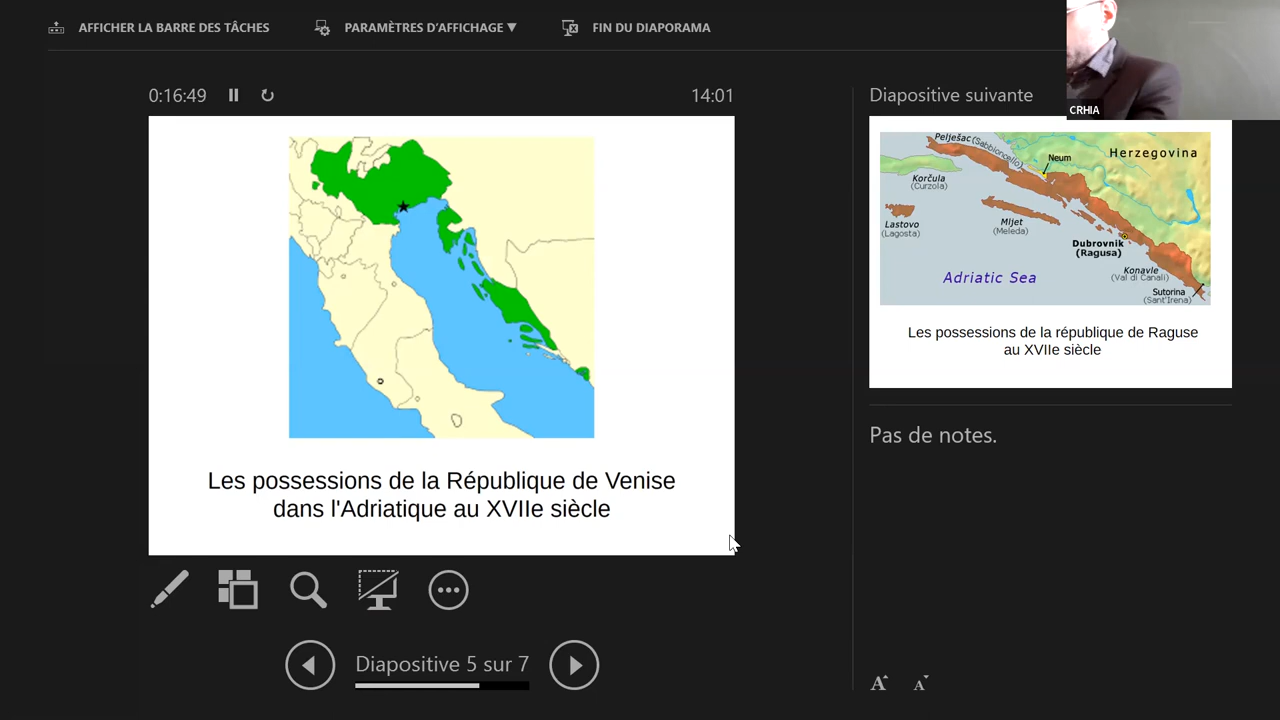 AFFICHER LA BARRE DES TÂCHES
PARAMÈTRES D'AFFICHAGE ▼
FIN DU DIAPORAMA
CRHIA
0:16:49
14:01
Les possessions de la République de Venise
dans l'Adriatique au XVIIe siècle
Diapositive 5 sur 7
Diapositive suivante
Pelješac (Sabbioncello)
Neum
Herzegovina
Korčula
(Curzola)
Lastovo
(Lagosta)
Mljet
(Meleda)
Dubrovnik
(Ragusa)
Konavle
(Val di Canali)
Adriatic Sea
Sutorina
(Sant'Irena)
Les possessions de la république de Raguse
au XVIIe siècle
Pas de notes.
A
A